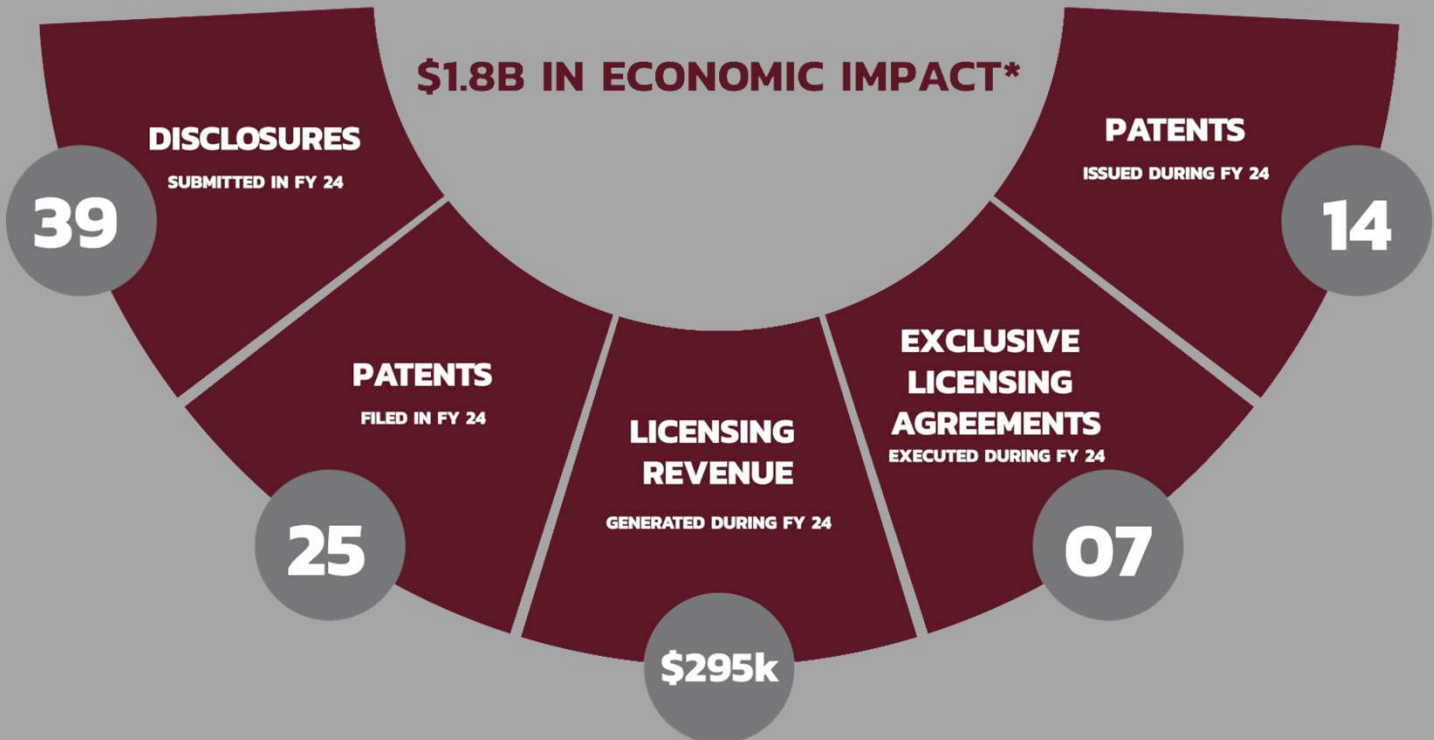 $1.8B IN ECONOMIC IMPACT*
DISCLOSURES
SUBMITTED IN FY 24
39
PATENTS
FILED IN FY 24
25
LICENSING
REVENUE
GENERATED DURING FY 24
$295k
EXCLUSIVE
LICENSING
AGREEMENTS
EXECUTED DURING FY 24
07
PATENTS
ISSUED DURING FY 24
14